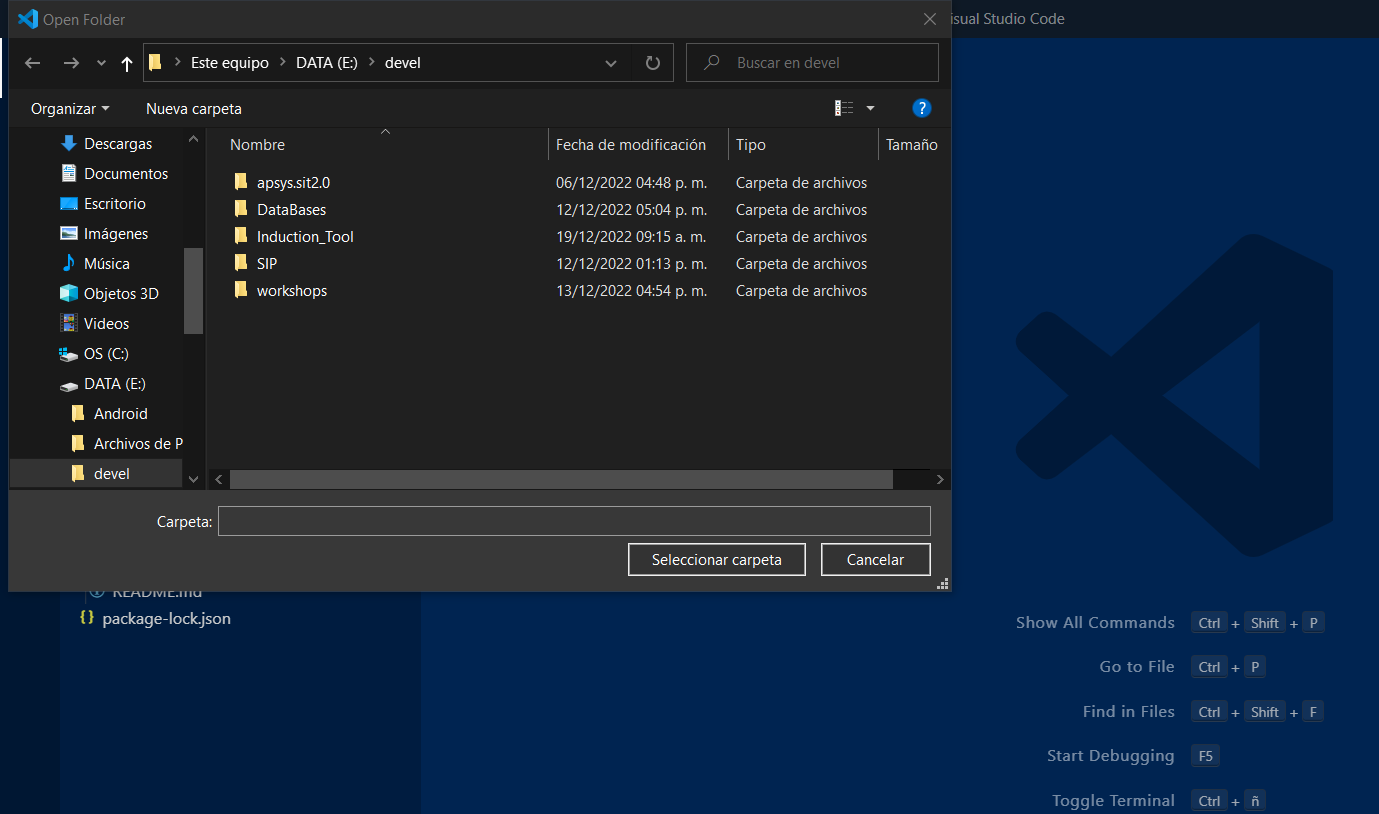 Open Folder
isual Studio Code
Este equipo DATA (E:) devel
Buscar en devel
Organizar Nueva carpeta
?
Nombre Fecha de modificación Tipo Tamaño
Descargas
Documentos
Escritorio
Imágenes
Música
Objetos 3D
Videos
OS (C:)
DATA (E:)
Android
Archivos de P
devel
apsys.sit2.0 06/12/2022 04:48 p. m. Carpeta de archivos
DataBases 12/12/2022 05:04 p. m. Carpeta de archivos
Induction_Tool 19/12/2022 09:15 a. m. Carpeta de archivos
SIP 12/12/2022 01:13 p. m. Carpeta de archivos
workshops 13/12/2022 04:54 p. m. Carpeta de archivos
Carpeta:
Seleccionar carpeta Cancelar
README.md
{} package-lock.json
Show All Commands Ctrl + Shift + P
Go to File Ctrl + P
Find in Files Ctrl + Shift + F
Start Debugging F5
Toggle Terminal Ctrl + ñ